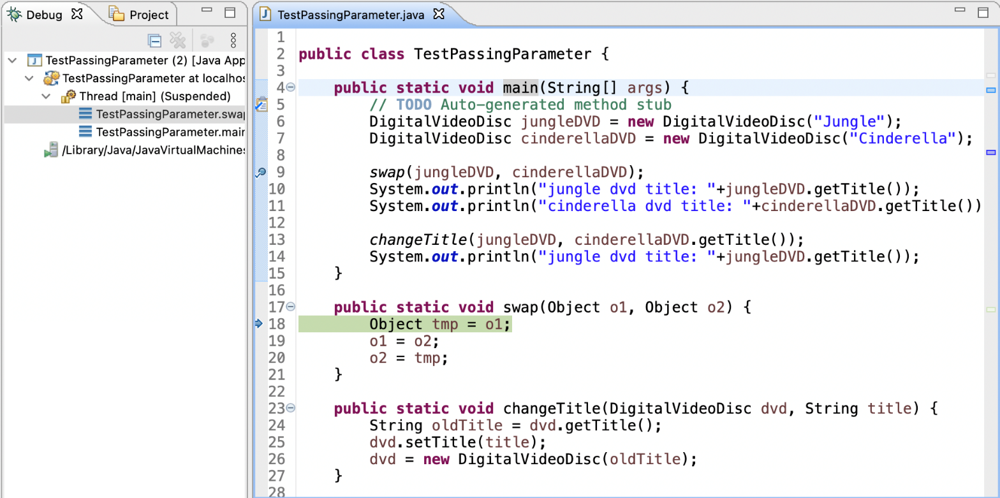 Debug
Project
TestPassingParameter (2) [Java App
TestPassingParameter at localhos
Thread [main] (Suspended)
TestPassingParameter.swap
TestPassingParameter.main
/Library/Java/JavaVirtualMachines
TestPassingParameter.java
1
2 public class TestPassingParameter {
3
4 public static void main(String[] args) {
5 // TODO Auto-generated method stub
6 DigitalVideoDisc jungleDVD = new DigitalVideoDisc("Jungle");
7 DigitalVideoDisc cinderellaDVD = new DigitalVideoDisc("Cinderella");
8
9 swap(jungleDVD, cinderellaDVD);
10 System.out.println("jungle dvd title: "+jungleDVD.getTitle());
11 System.out.println("cinderella dvd title: "+cinderellaDVD.getTitle())
12
13 changeTitle(jungleDVD, cinderellaDVD.getTitle());
14 System.out.println("jungle dvd title: "+jungleDVD.getTitle());
15 }
16
17 public static void swap(Object o1, Object o2) {
18 Object tmp = o1;
19 o1 = o2;
20 o2 = tmp;
21 }
22
23 public static void changeTitle(DigitalVideoDisc dvd, String title) {
24 String oldTitle = dvd.getTitle();
25 dvd.setTitle(title);
26 dvd = new DigitalVideoDisc(oldTitle);
27 }
28